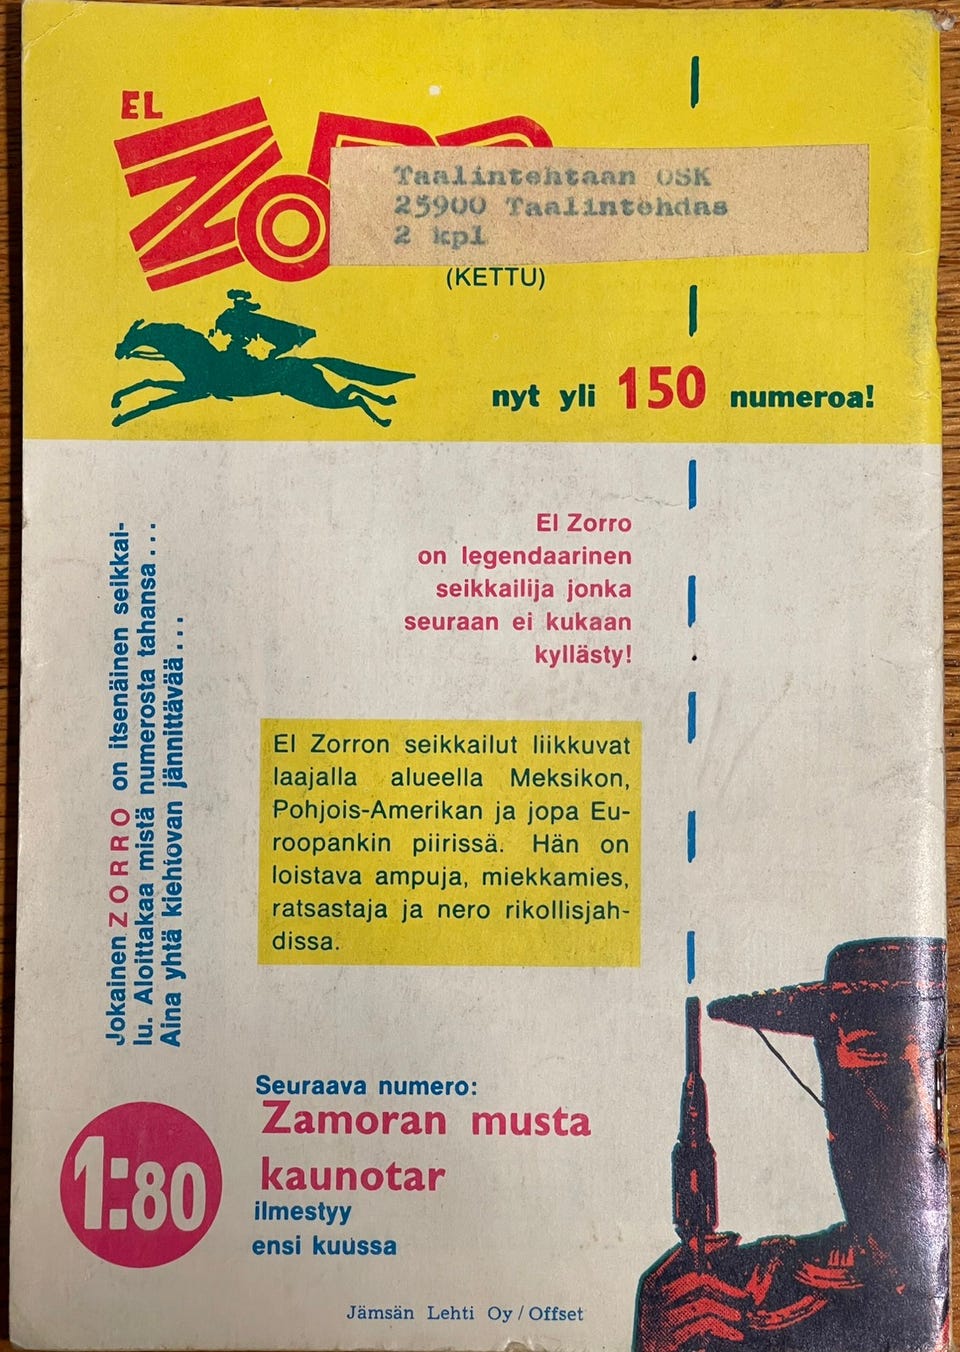 EL
Taalintehtaan OSK
25900 Taalintehdas
2 kpl
(KETTU)
nyt yli 150 numeroa!
El Zorro
on legendaarinen
seikkailija jonka
seuraan ei kukaan
kyllästy!
Jokainen ZORRO on itsenäinen seikkai-
lu. Aloittakaa mistä numerosta tahansa...
Aina yhtä kiehtovan jännittävää...
El Zorron seikkailut liikkuvat
laajalla alueella Meksikon,
Pohjois-Amerikan ja jopa Eu-
roopankin piirissä. Hän on
loistava ampuja, miekkamies,
ratsastaja ja nero rikollisjah-
dissa.
Seuraava numero:
Zamoran musta
kaunotar
ilmestyy
ensi kuussa
1:80
Jämsän Lehti Oy / Offset